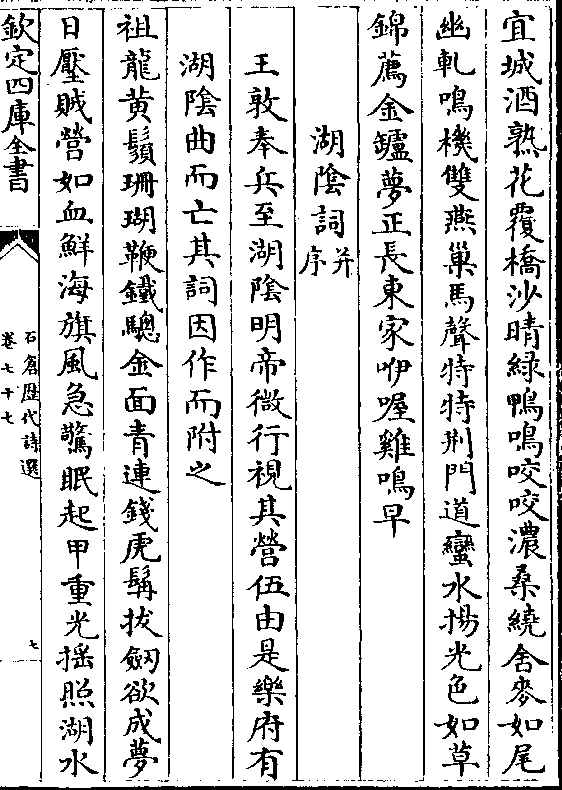 宜城酒熟花覆橋沙晴綠鴨鳴咬咬濃桑繞舍麥如尾
幽軋鳴機雙燕巢馬聲特特荆門道蠻水揚光色如草
錦薦金鑪夢正長東家咿喔雞鳴早
湖陰詞并序
王敦奉兵至湖陰明帝微行視其營伍由是樂府有
湖陰曲而亡其詞因作而附之
祖龍黃鬚珊瑚鞭鐵驄金面青連錢虎髯拔劒欲成夢
日壓賊營如血鮮海旗風急驚眠起甲重光摇照湖水
欽定四庫全書
石倉歷代詩選
卷七十七
七